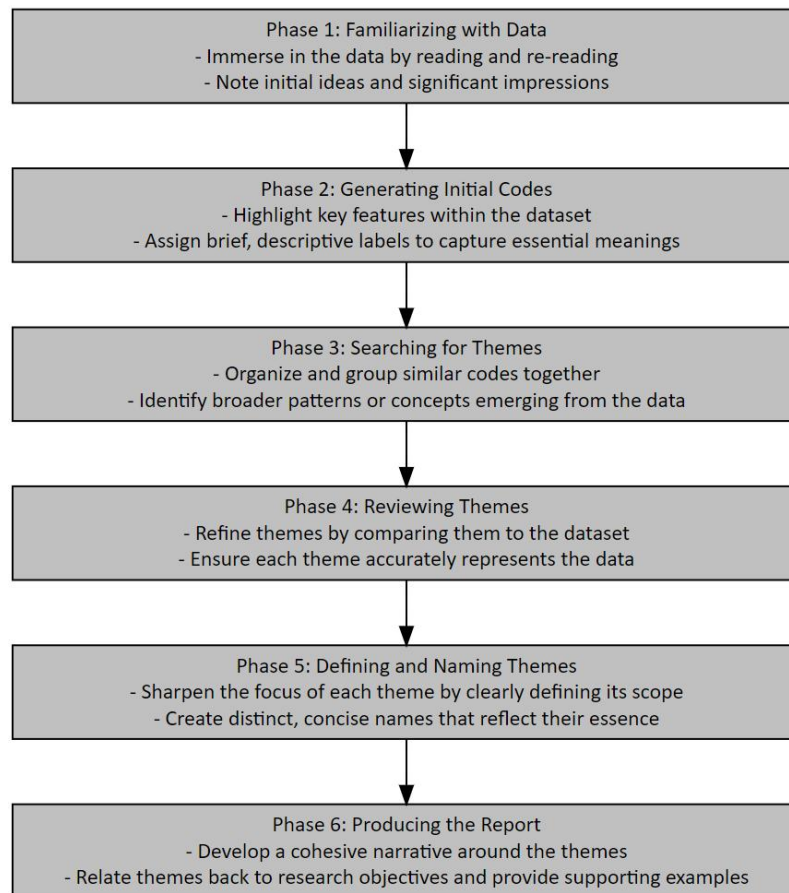 Phase 1: Familiarizing with Data
- Immerse in the data by reading and re-reading
- Note initial ideas and significant impressions
Phase 2: Generating Initial Codes
- Highlight key features within the dataset
- Assign brief, descriptive labels to capture essential meanings
Phase 3: Searching for Themes
- Organize and group similar codes together
- Identify broader patterns or concepts emerging from the data
Phase 4: Reviewing Themes
- Refine themes by comparing them to the dataset
- Ensure each theme accurately represents the data
Phase 5: Defining and Naming Themes
- Sharpen the focus of each theme by clearly defining its scope
- Create distinct, concise names that reflect their essence
Phase 6: Producing the Report
- Develop a cohesive narrative around the themes
- Relate themes back to research objectives and provide supporting examples